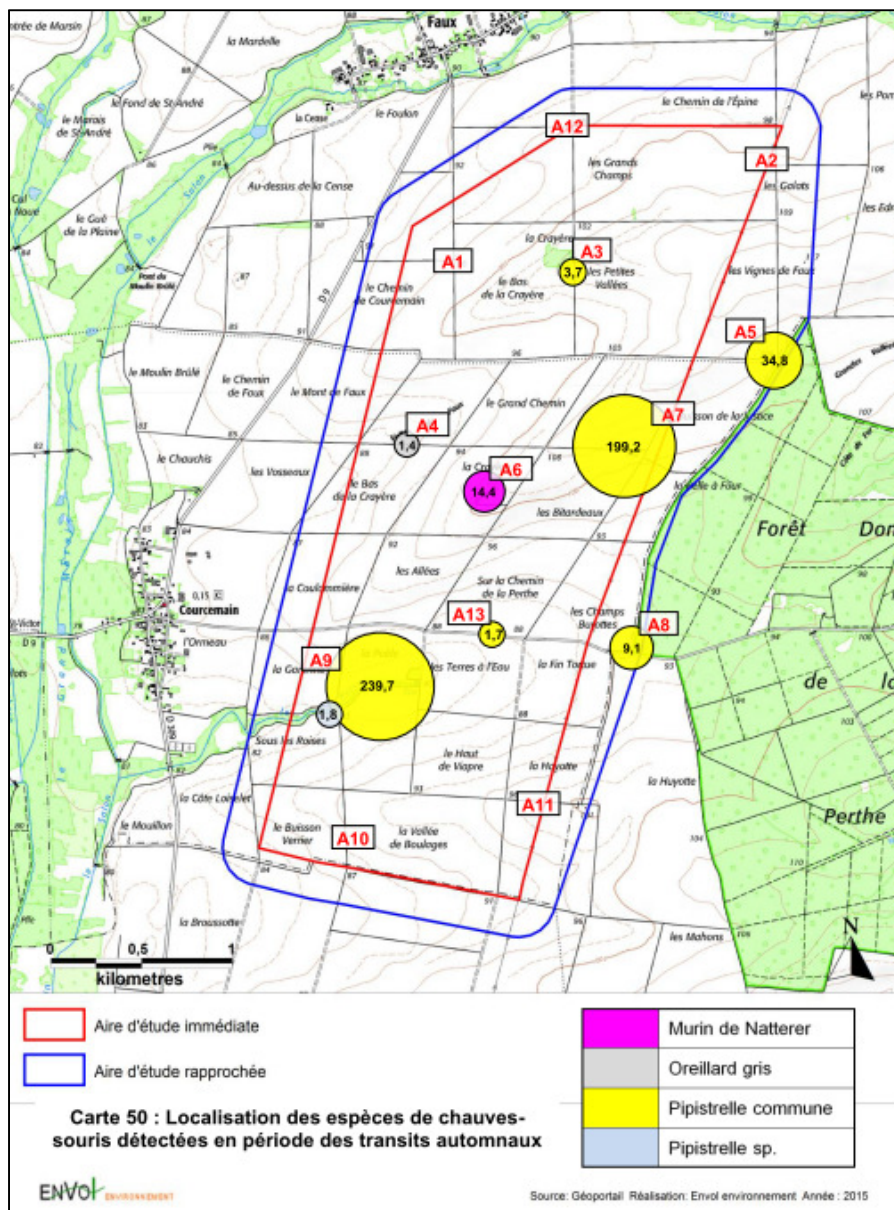 Faux
la Mardelle
le Fond de St-André
le Marais
de St-André
la Cense
le Foulon
le Chemin de l'Épine
A12
les Grands
Champs
A2
les Galots
Au-dessus de la Cense
le Gué
de la Plaine
Pont du
Moulin Brûlé
D 9
A1
la Crayère
A3
3,7
les Petites
Vallées
le Bas
de la Crayère
les Vignes de Faux
le Chemin
de Courcemain
A5
34,8
le Moulin Brûlé
le Chemin
de Faux
le Mont de Faux
le Grand Chemin
A7
199,2
A4
1,4
le Chauchis
les Vosseaux
le Bas
de la Crayère
A6
14,4
les Bitardeaux
Forêt
les Allées
Sur la Chemin
de la Perthe
la Coulommière
Courcemain
l'Ormeau
A13
1,7
les Champs
Buyottes
A8
9,1
A9
239,7
les Terres à l'Eau
la Fin Taque
de
1,8
Sous les Raises
le Haut
de Viapre
la Huyotte
la Huyotte
la Côte Loiselet
A11
Perthe
le Mouillon
le Buisson
Verrier
A10
la Vallée
de Boulages
la Broussotte
les Mahons
0 0,5 1
kilometres
N
Aire d'étude immédiate
Aire d'étude rapprochée
Murin de Natterer
Oreillard gris
Pipistrelle commune
Pipistrelle sp.
Carte 50 : Localisation des espèces de chauves-
souris détectées en période des transits automnaux
ENVOL ENVIRONNEMENT
Source: Géoportail Réalisation: Envol environnement Année : 2015